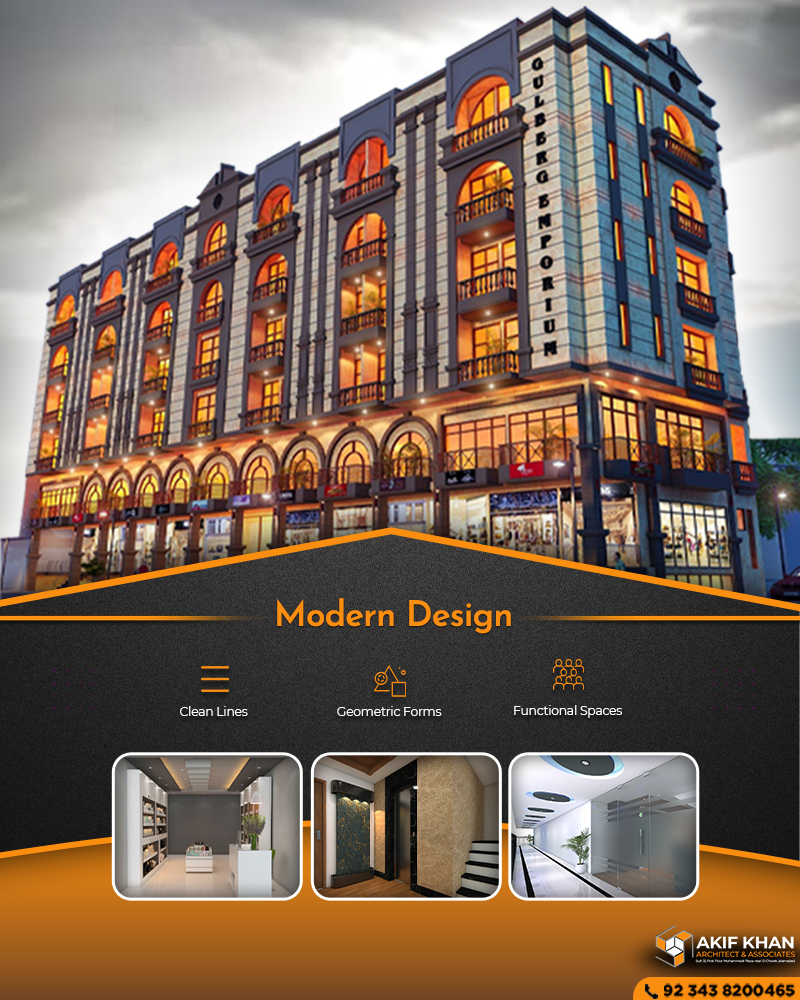 GULBERG EMPORIUM
Modern Design
Clean Lines
Geometric Forms
Functional Spaces
AKIF KHAN
ARCHITECT & ASSOCIATES
92 343 8200465